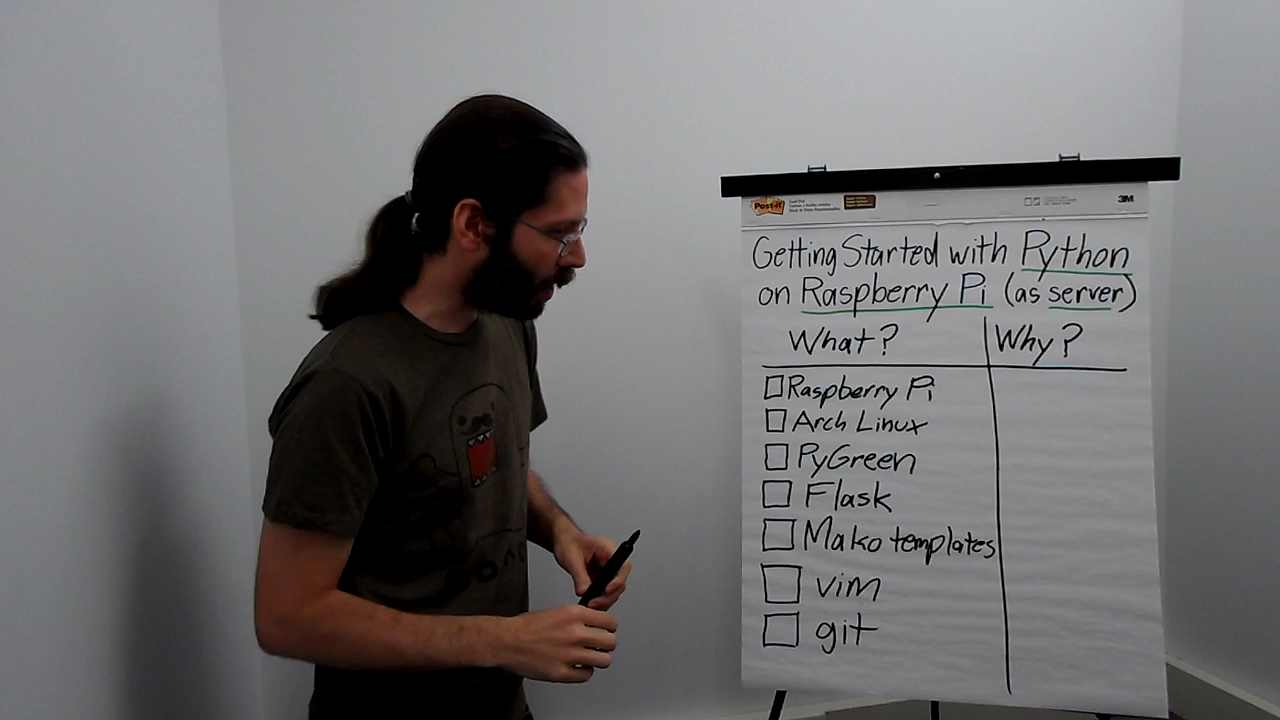 Post-it
3M
Getting Started with Python
on Raspberry Pi (as server)
What? Why?
Raspberry Pi
Arch Linux
PyGreen
Flask
Mako templates
vim
git